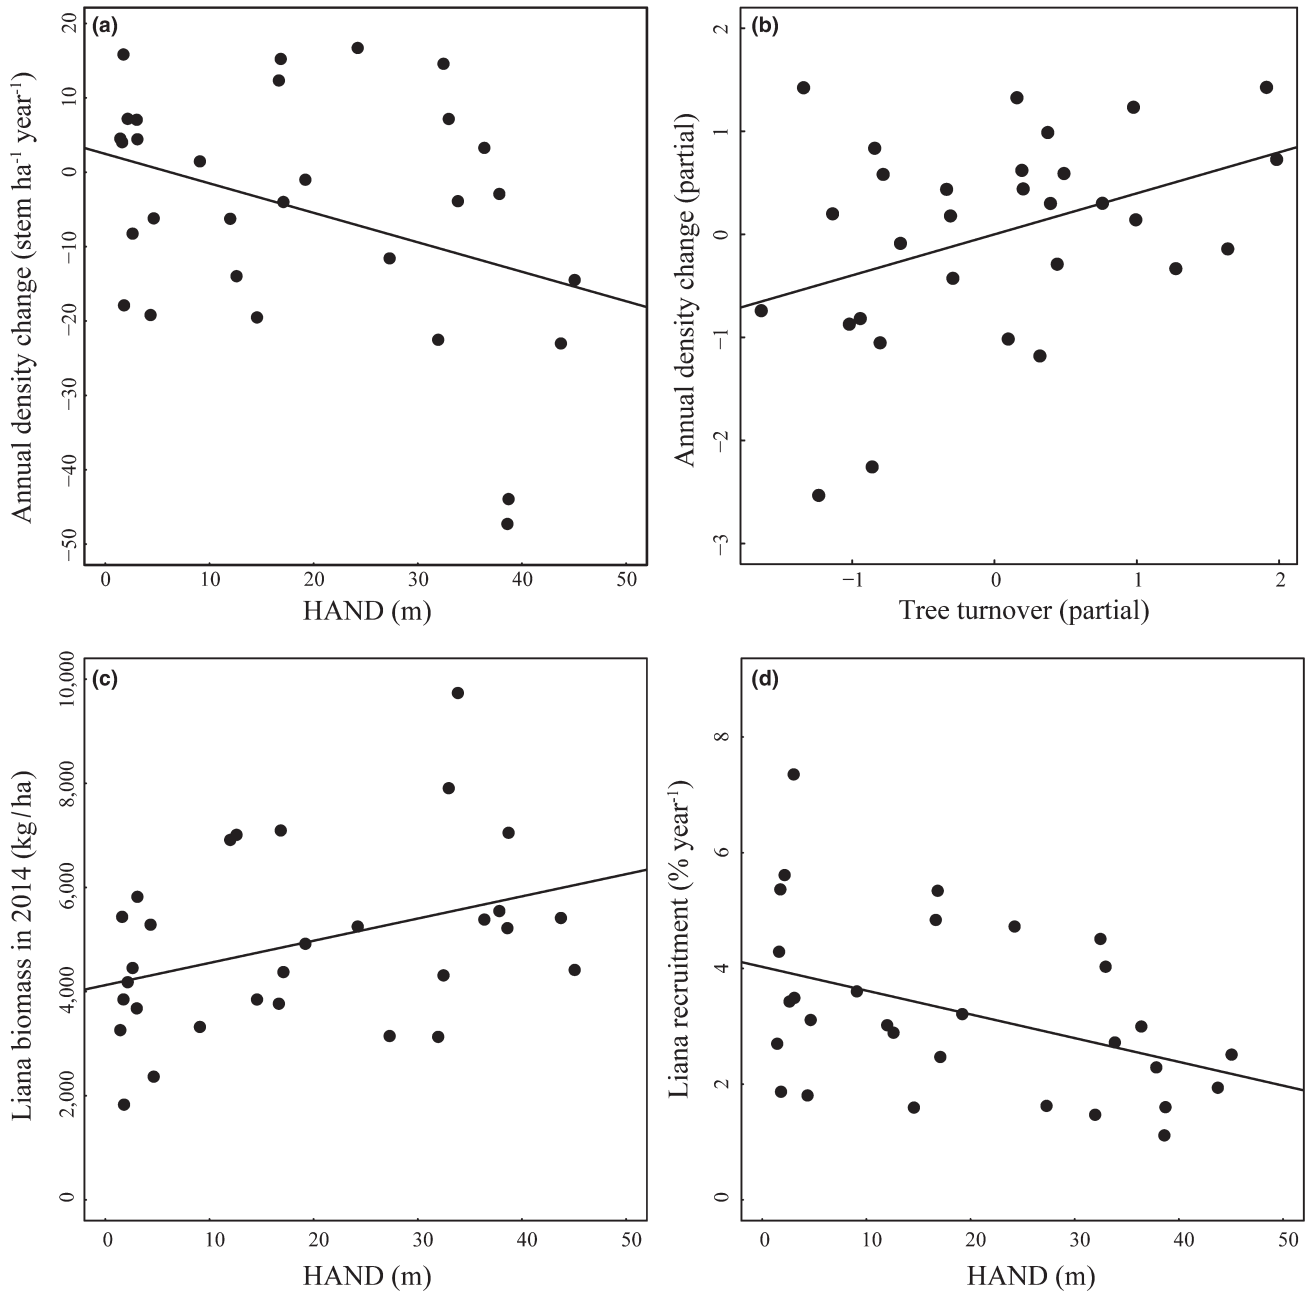 (a)
Annual density change (stem ha⁻¹ year⁻¹)
20
10
0
−10
−20
−30
−40
−50
0 10 20 30 40 50
HAND (m)
(b)
Annual density change (partial)
2
1
0
−1
−2
−3
−1 0 1 2
Tree turnover (partial)
(c)
Liana biomass in 2014 (kg/ha)
10,000
8,000
6,000
4,000
2,000
0
0 10 20 30 40 50
HAND (m)
(d)
Liana recruitment (% year⁻¹)
8
6
4
2
0
0 10 20 30 40 50
HAND (m)